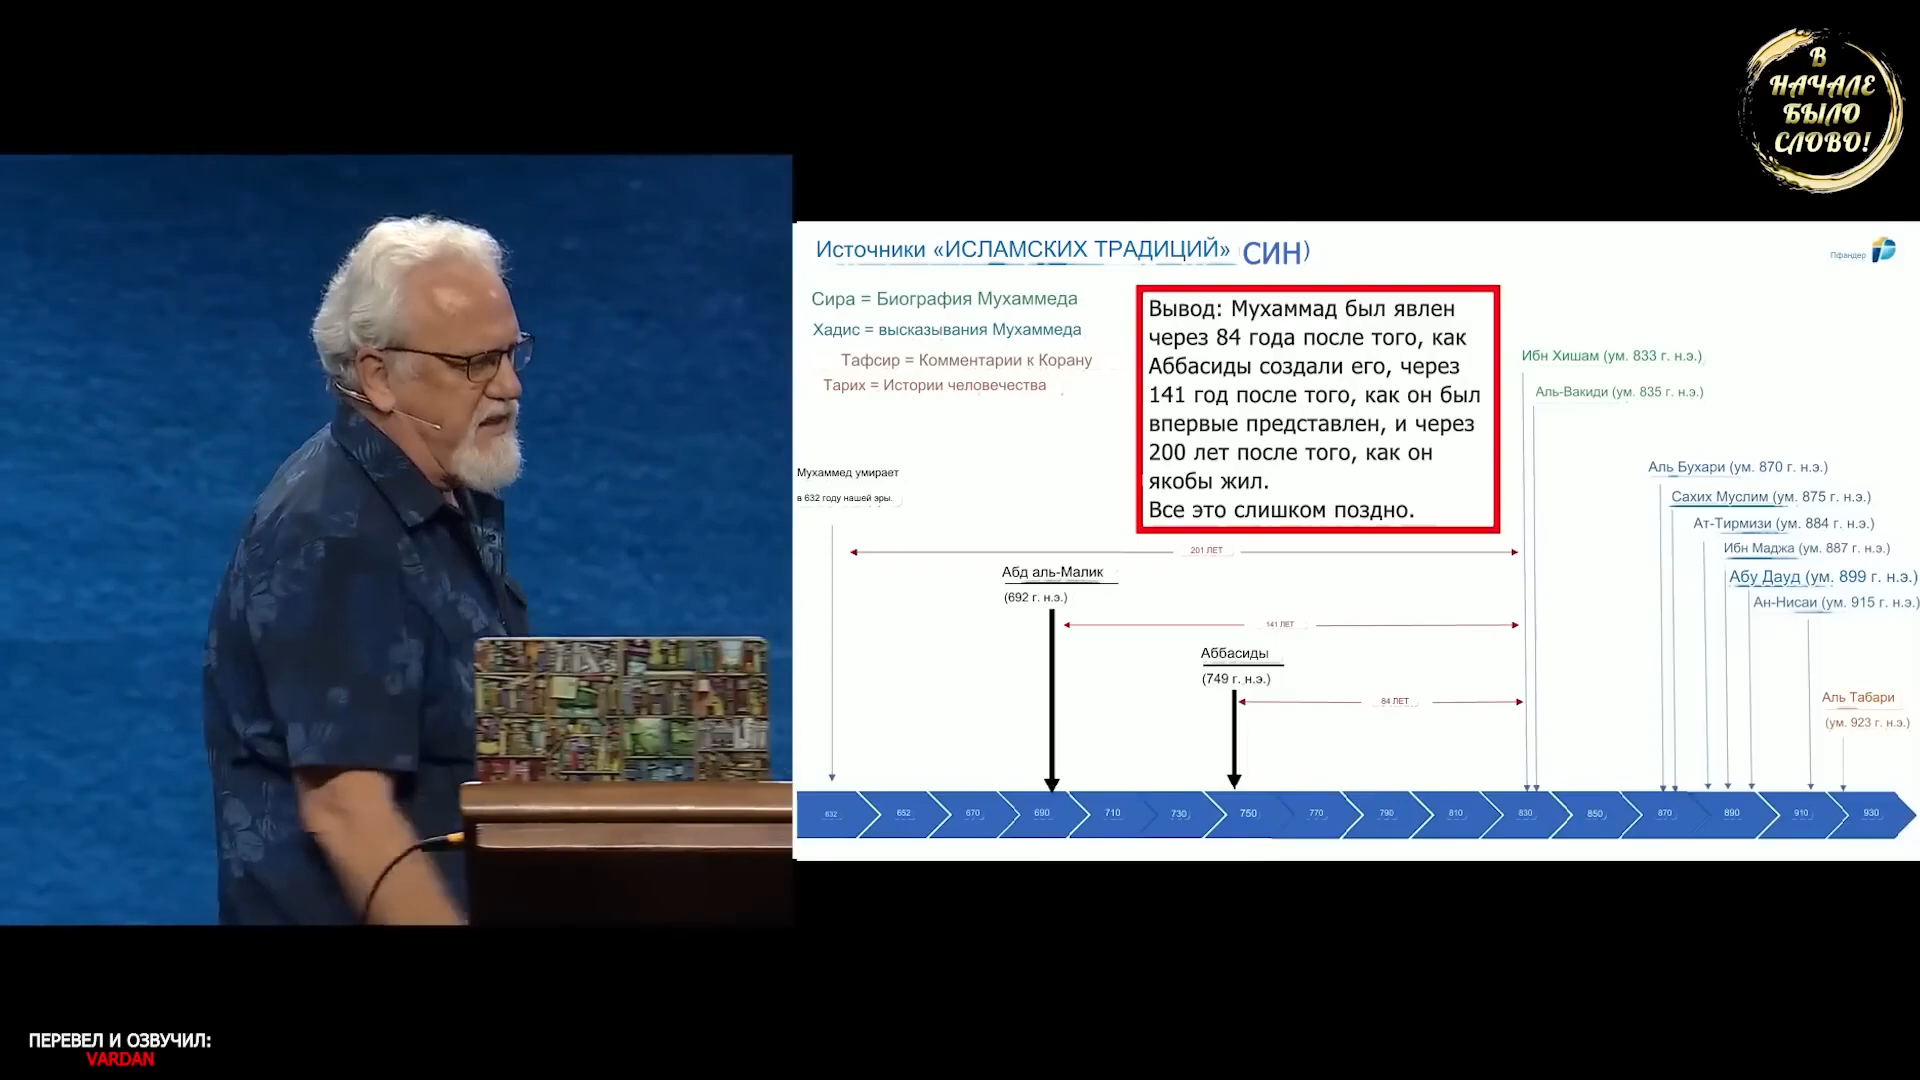 В
НАЧАЛЕ
БЫЛО
СЛОВО!
Источники «ИСЛАМСКИХ ТРАДИЦИЙ» СИН)
Пфандер
Сира = Биография Мухаммеда
Хадис = высказывания Мухаммеда
Тафсир = Комментарии к Корану
Тарих = Истории человечества
Вывод: Мухаммад был явлен
через 84 года после того, как
Аббасиды создали его, через
141 год после того, как он был
впервые представлен, и через
200 лет после того, как он
якобы жил.
Все это слишком поздно.
Ибн Хишам (ум. 833 г. н.э.)
Аль-Вакиди (ум. 835 г. н.э.)
Аль Бухари (ум. 870 г. н.э.)
Сахих Муслим (ум. 875 г. н.э.)
Ат-Тирмизи (ум. 884 г. н.э.)
Ибн Маджа (ум. 887 г. н.э.)
Абу Дауд (ум. 899 г. н.э.)
Ан-Нисаи (ум. 915 г. н.э.)
Аль Табари
(ум. 923 г. н.э.)
Мухаммед умирает
в 632 году нашей эры.
201 ЛЕТ
Абд аль-Малик
(692 г. н.э.)
141 ЛЕТ
Аббасиды
(749 г. н.э.)
84 ЛЕТ
632 652 670 690 710 730 750 770 790 810 830 850 870 890 910 930
ПЕРЕВЕЛ И ОЗВУЧИЛ:
VARDAN